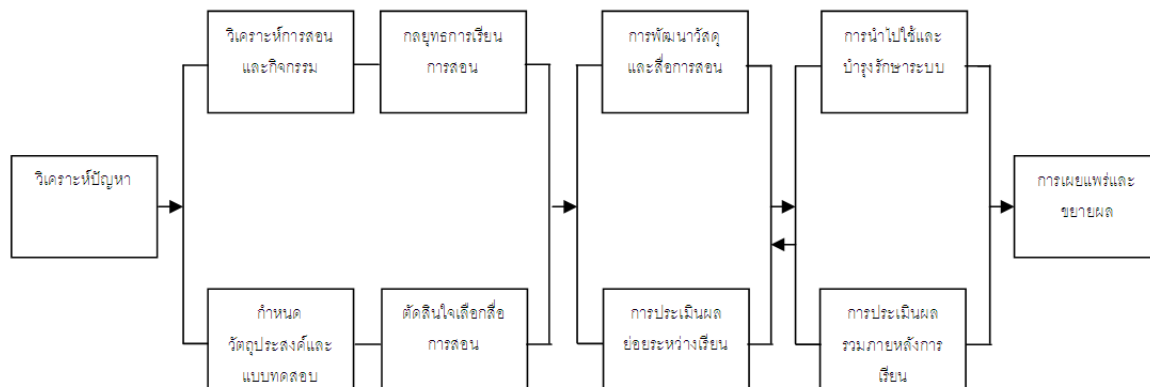 วิเคราะห์การสอน
และกิจกรรม
กลยุทธการเรียน
การสอน
การพัฒนาวัสดุ
และสื่อการสอน
การนำไปใช้และ
บำรุงรักษาระบบ
วิเคราะห์ปัญหา
การเผยแพร่และ
ขยายผล
กำหนด
วัตถุประสงค์และ
แบบทดสอบ
ตัดสินใจเลือกสื่อ
การสอน
การประเมินผล
ย่อยระหว่างเรียน
การประเมินผล
รวมภายหลังการ
เรียน